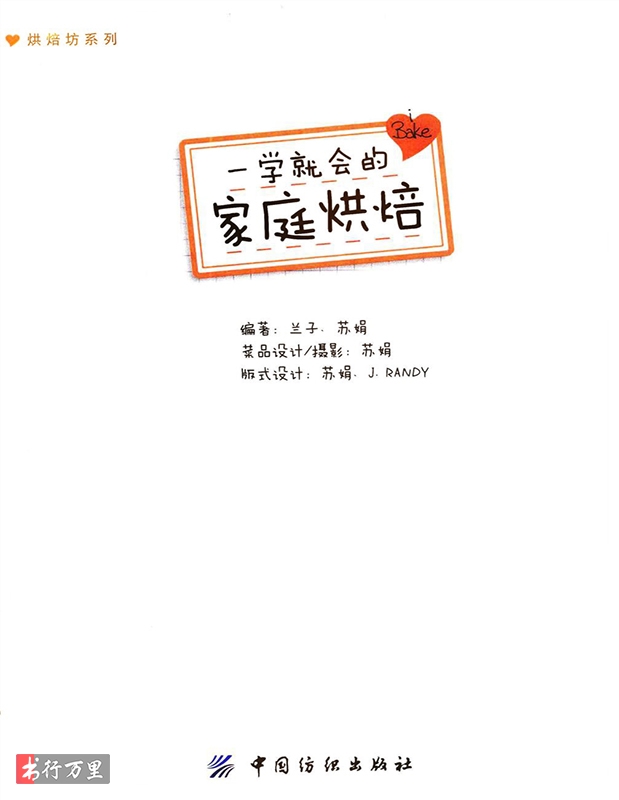 烘焙坊系列
i
Bake
一学就会的
家庭烘焙
编著：兰子．苏娟
菜品设计/摄影：苏娟
版式设计：苏娟．J. RANDY
书行万里
中国纺织出版社